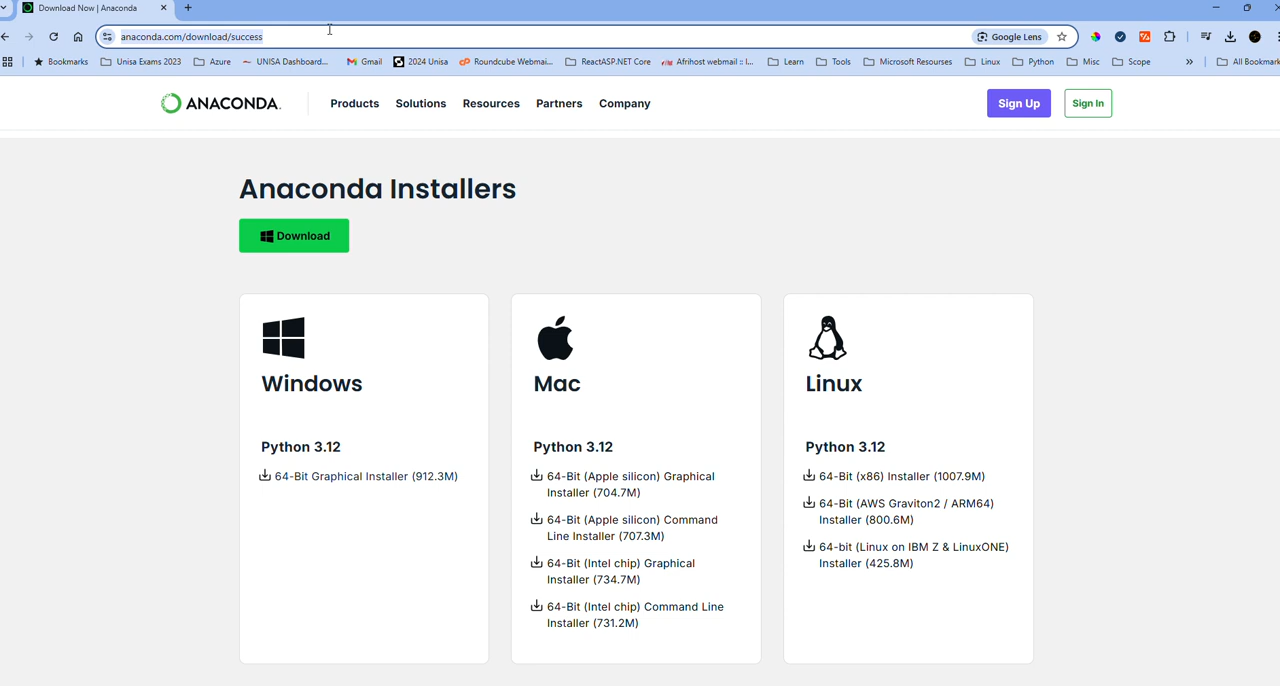 Download Now | Anaconda
anaconda.com/download/success
Google Lens
Bookmarks
Unisa Exams 2023
Azure
UNISA Dashboard...
Gmail
2024 Unisa
Roundcube Webmai...
ReactASP.NET Core
Afrihost webmail :: I...
Learn
Tools
Microsoft Resourses
Linux
Python
Misc
Scope
»
All Bookmark
ANACONDA.
Products
Solutions
Resources
Partners
Company
Sign Up
Sign In
Anaconda Installers
Download
Windows
Python 3.12
64-Bit Graphical Installer (912.3M)
Mac
Python 3.12
64-Bit (Apple silicon) Graphical
Installer (704.7M)
64-Bit (Apple silicon) Command
Line Installer (707.3M)
64-Bit (Intel chip) Graphical
Installer (734.7M)
64-Bit (Intel chip) Command Line
Installer (731.2M)
Linux
Python 3.12
64-Bit (x86) Installer (1007.9M)
64-Bit (AWS Graviton2 / ARM64)
Installer (800.6M)
64-bit (Linux on IBM Z & LinuxONE)
Installer (425.8M)